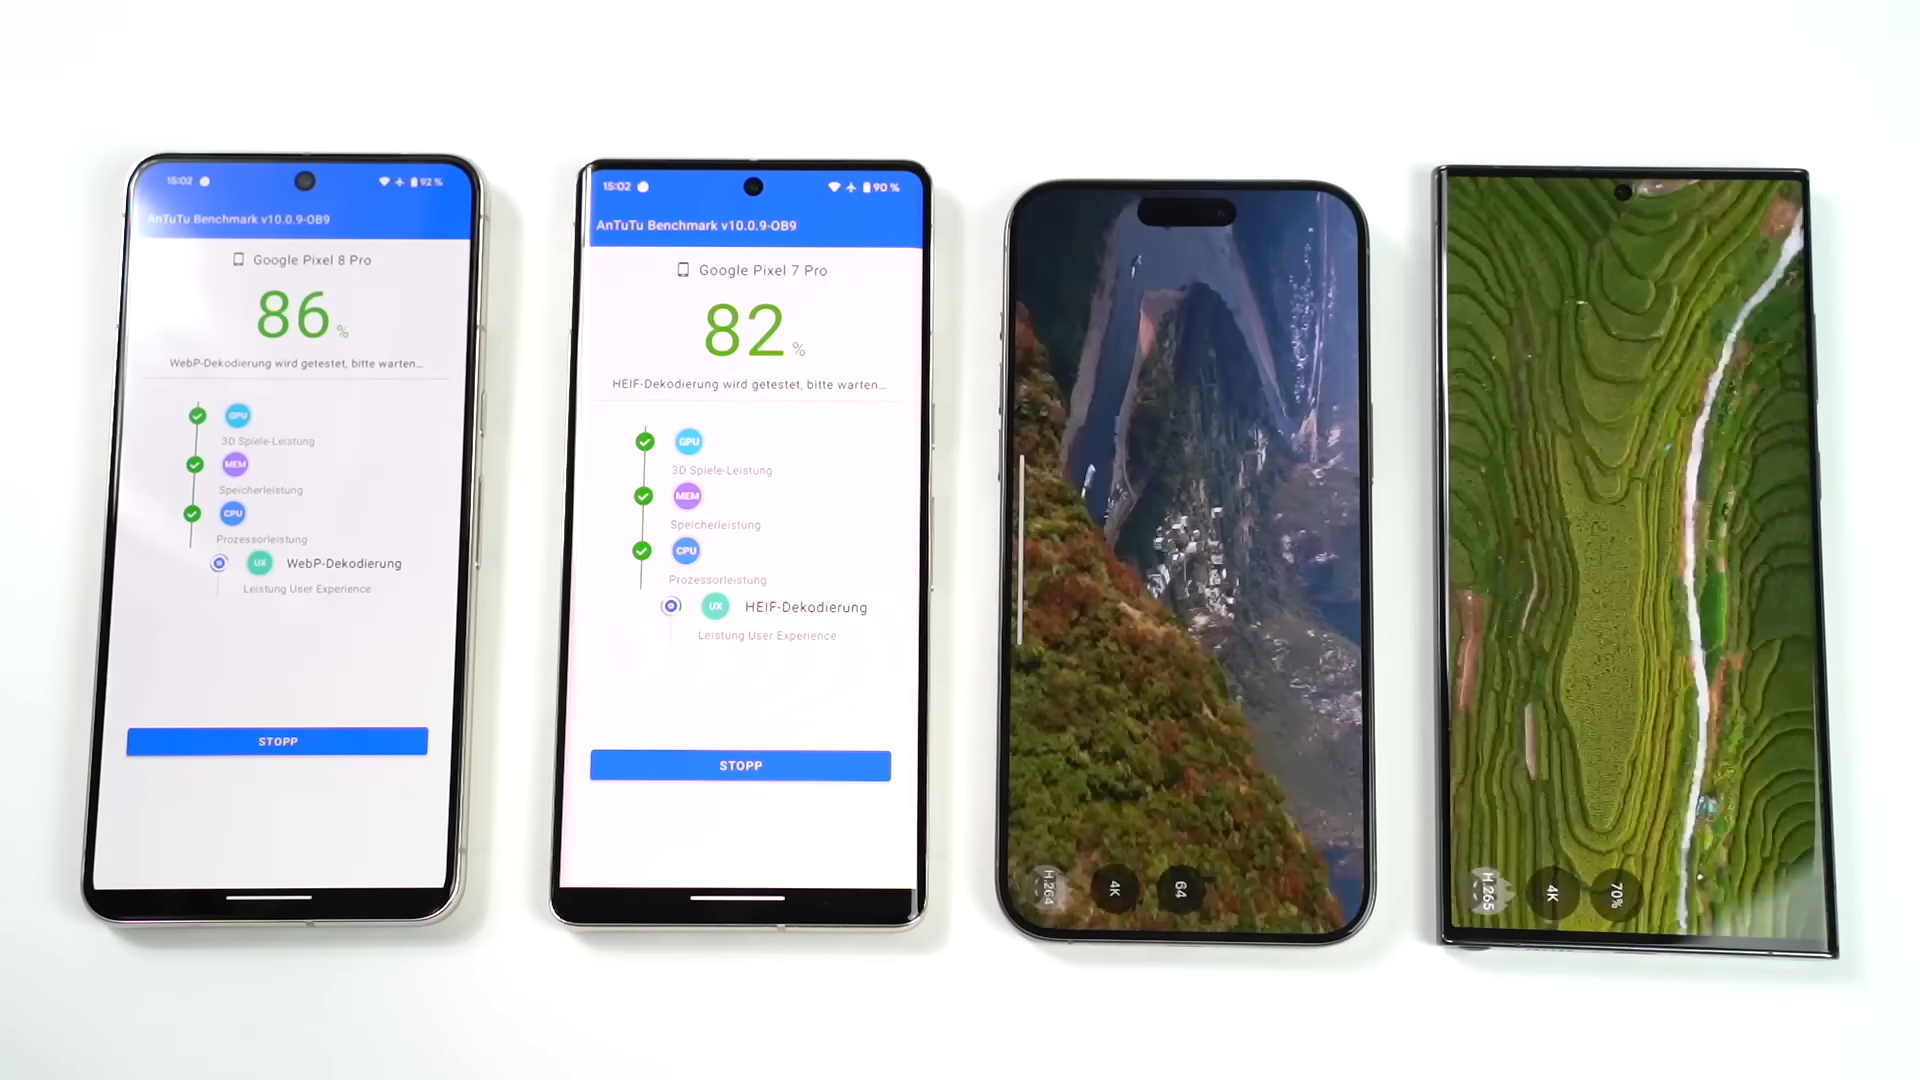 15:02
92 %
AnTuTu Benchmark v10.0.9-OB9
Google Pixel 8 Pro
86 %
WebP-Dekodierung wird getestet, bitte warten...
GPU
3D Spiele-Leistung
MEM
Speicherleistung
CPU
Prozessorleistung
UX WebP-Dekodierung
Leistung User Experience
STOPP
15:02
90 %
AnTuTu Benchmark v10.0.9-OB9
Google Pixel 7 Pro
82 %
HEIF-Dekodierung wird getestet, bitte warten...
GPU
3D Spiele-Leistung
MEM
Speicherleistung
CPU
Prozessorleistung
UX HEIF-Dekodierung
Leistung User Experience
STOPP
H.264
4K
64
H.265
4K
70%